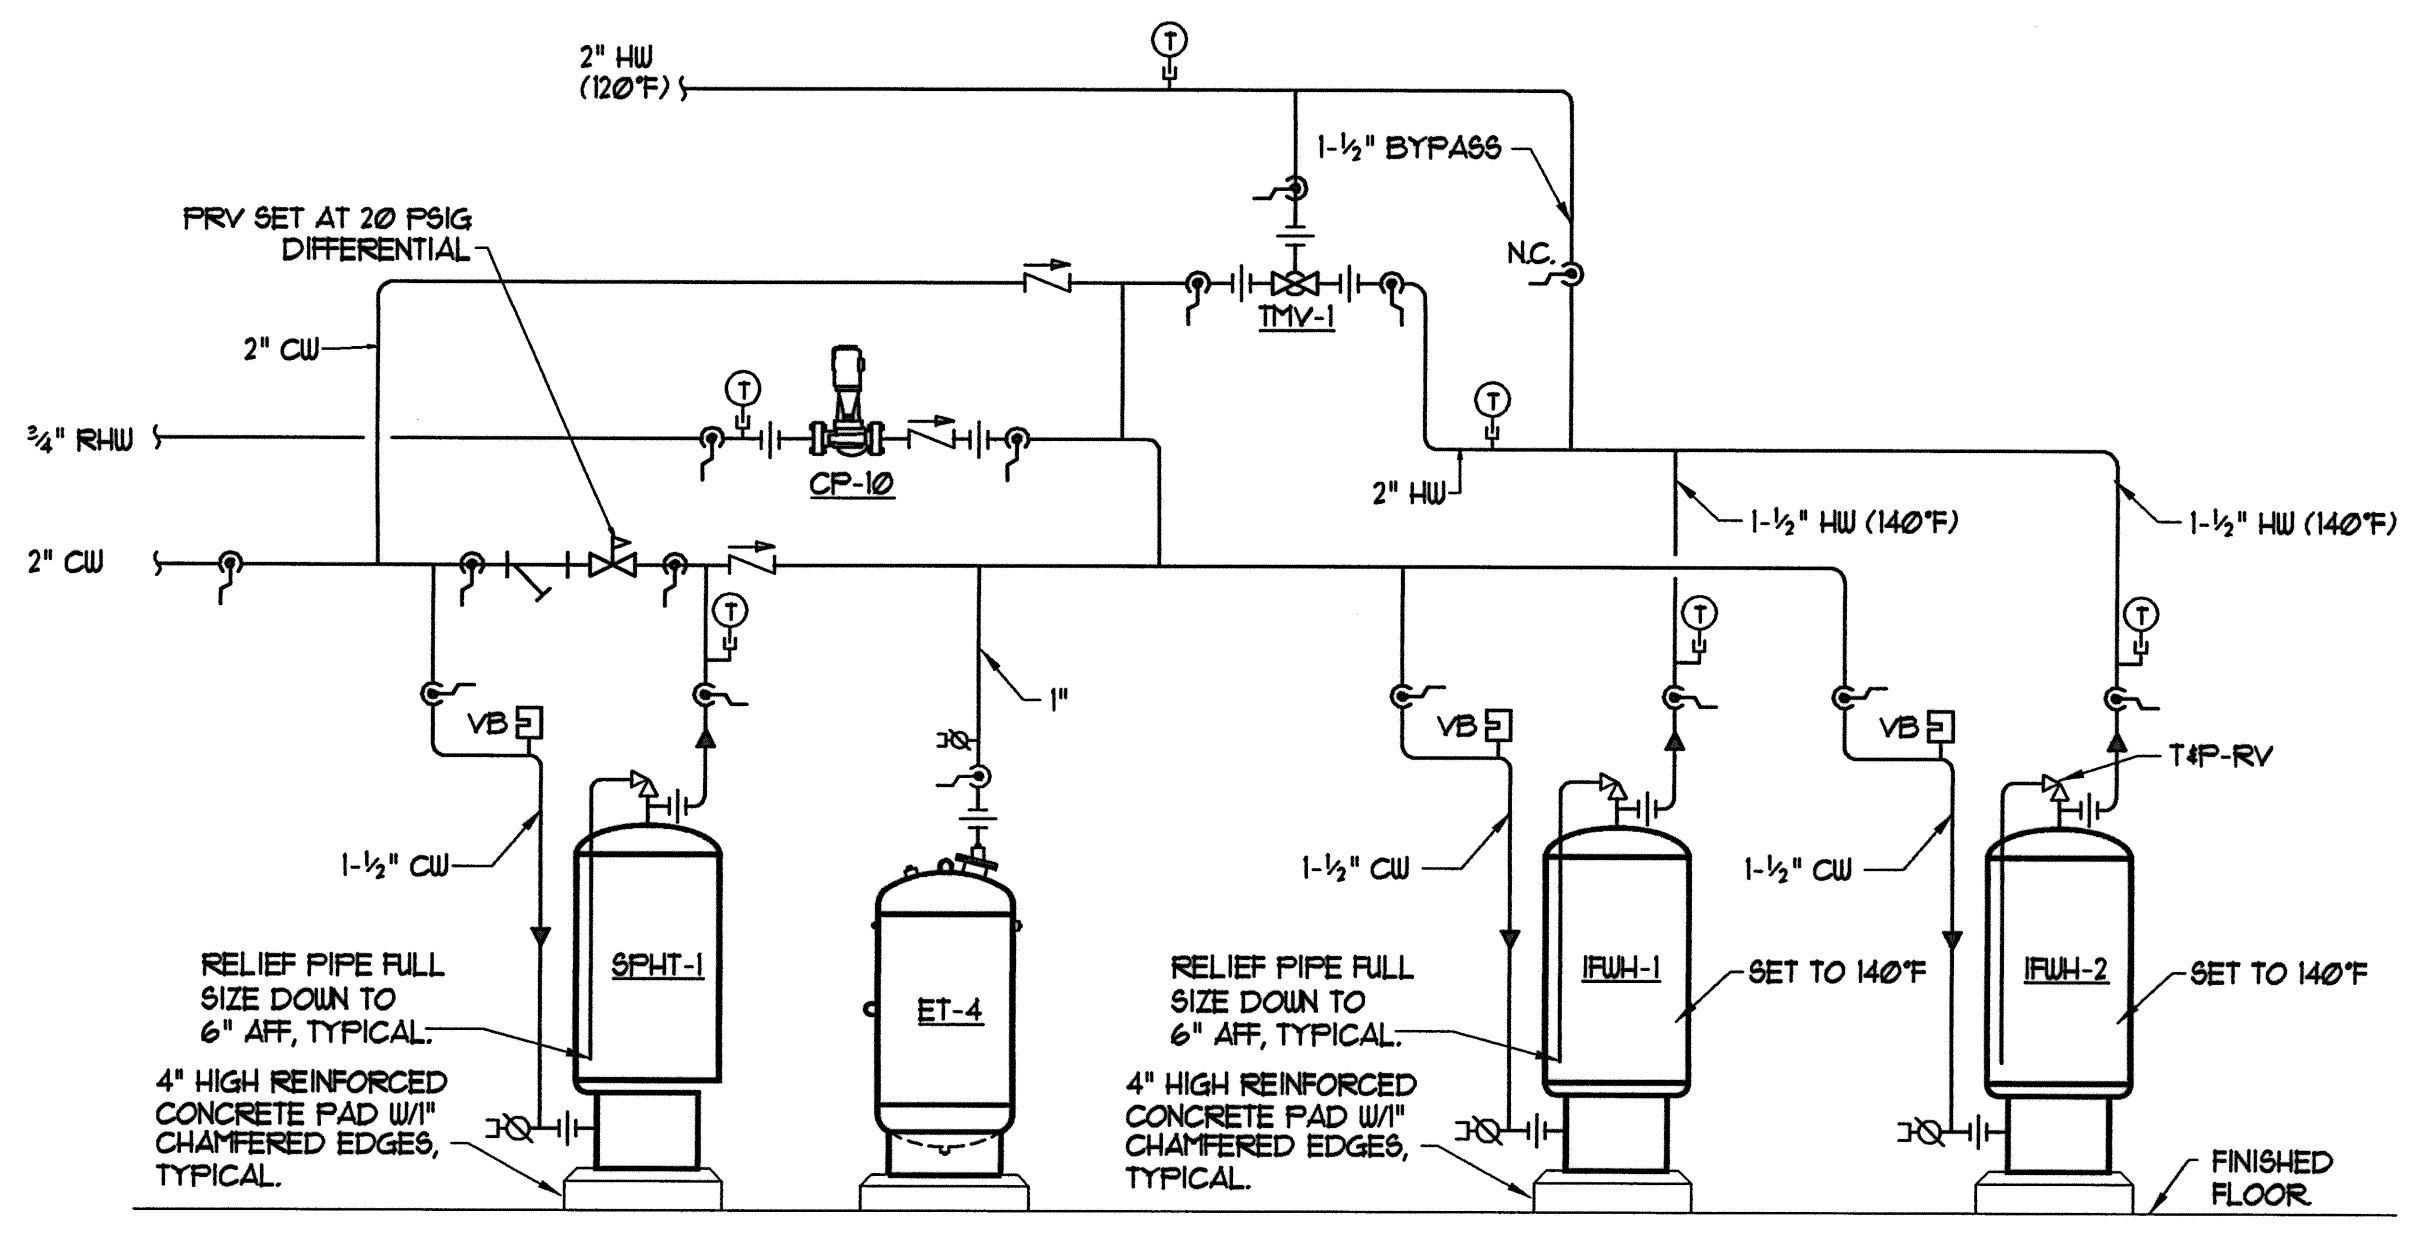 T
2" HW
(120°F)
1-½" BYPASS
PRV SET AT 20 PSIG
DIFFERENTIAL
N.C.
TMV-1
2" CW
T
T
¾" RHW
CP-10
2" HW
1-½" HW (140°F)
1-½" HW (140°F)
2" CW
T
T
T
1"
VB
VB
VB
T&P-RV
1-½" CW
1-½" CW
1-½" CW
RELIEF PIPE FULL
SIZE DOWN TO
6" AFF, TYPICAL.
SPHT-1
ET-4
RELIEF PIPE FULL
SIZE DOWN TO
6" AFF, TYPICAL.
IFWH-1
SET TO 140°F
IFWH-2
SET TO 140°F
4" HIGH REINFORCED
CONCRETE PAD W/1"
CHAMFERED EDGES,
TYPICAL.
4" HIGH REINFORCED
CONCRETE PAD W/1"
CHAMFERED EDGES,
TYPICAL.
FINISHED
FLOOR.